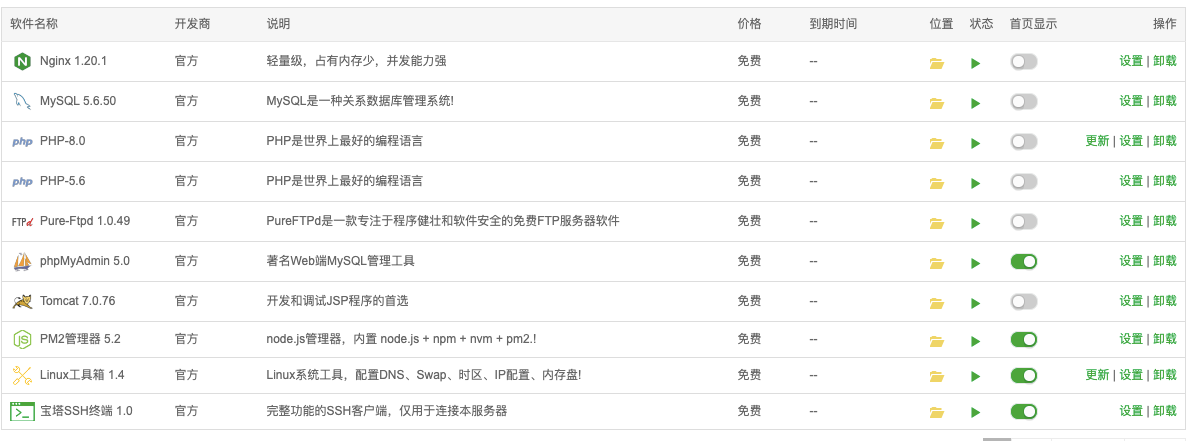 软件名称 开发商 说明 价格 到期时间 位置 状态 首页显示 操作
Nginx 1.20.1 官方 轻量级，占有内存少，并发能力强 免费 -- 设置 | 卸载
MySQL 5.6.50 官方 MySQL是一种关系数据库管理系统! 免费 -- 设置 | 卸载
php PHP-8.0 官方 PHP是世界上最好的编程语言 免费 -- 更新 | 设置 | 卸载
php PHP-5.6 官方 PHP是世界上最好的编程语言 免费 -- 设置 | 卸载
FTPd Pure-Ftpd 1.0.49 官方 PureFTPd是一款专注于程序健壮和软件安全的免费FTP服务器软件 免费 -- 设置 | 卸载
phpMyAdmin 5.0 官方 著名Web端MySQL管理工具 免费 -- 设置 | 卸载
Tomcat 7.0.76 官方 开发和调试JSP程序的首选 免费 -- 设置 | 卸载
PM2管理器 5.2 官方 node.js管理器，内置 node.js + npm + nvm + pm2.! 免费 -- 设置 | 卸载
Linux工具箱 1.4 官方 Linux系统工具，配置DNS、Swap、时区、IP配置、内存盘! 免费 -- 更新 | 设置 | 卸载
宝塔SSH终端 1.0 官方 完整功能的SSH客户端，仅用于连接本服务器 免费 -- 设置 | 卸载